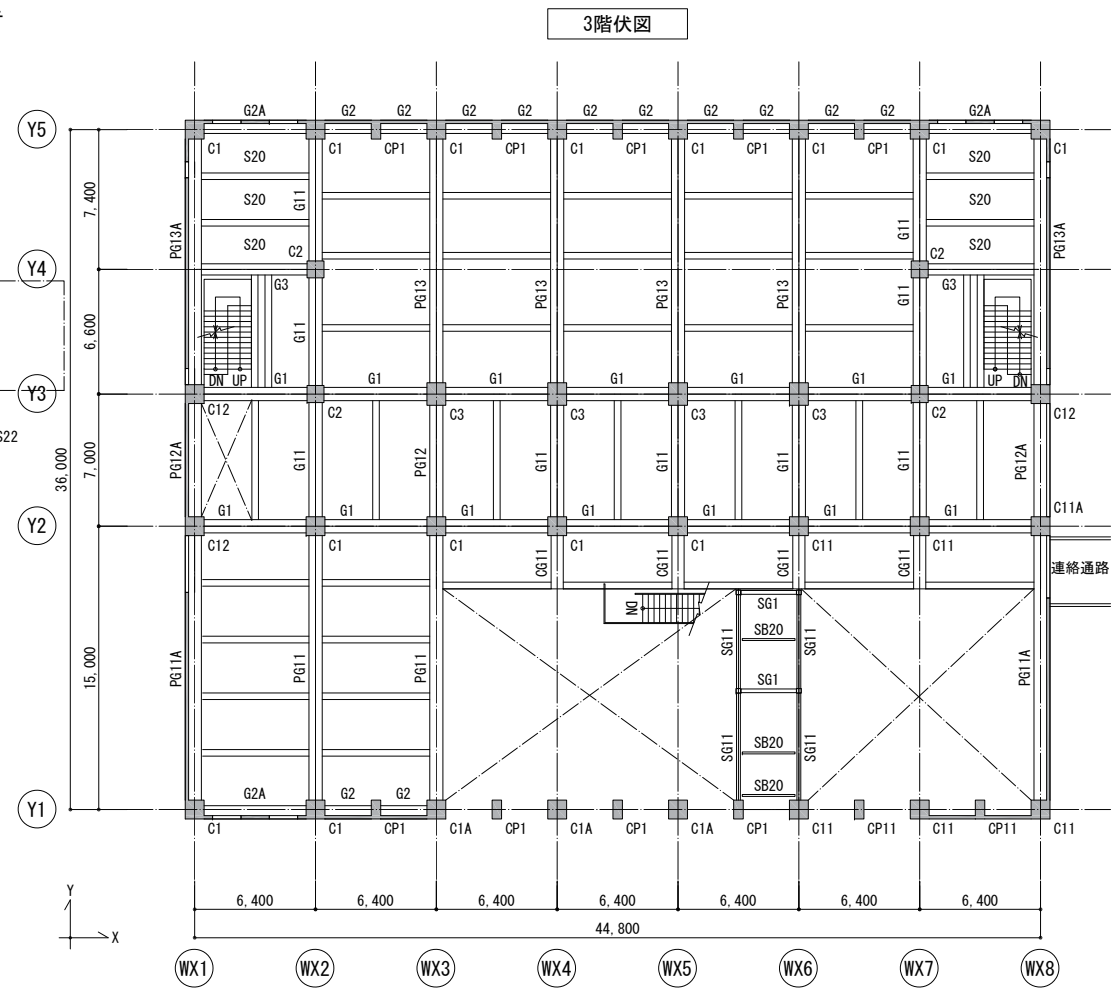 3階伏図
G2A G2 G2 G2 G2 G2 G2 G2 G2 G2 G2 G2A
Y5
C1 C1 CP1 C1 CP1 C1 CP1 C1 CP1 C1 CP1 C1 C1
S20 S20
7,400
S20 G11 S20
PG13A G11 PG13A
S20 C2 C2 S20
Y4
G3 PG13 PG13 PG13 PG13 G11 G3
6,600
G11
DN UP G1 G1 G1 G1 G1 G1 G1 UP DN
Y3
C12 C2 C3 C3 C3 C3 C2 C12
S22
36,000
7,000
PG12A G11 PG12 G11 G11 G11 G11 PG12A
G1 G1 G1 G1 G1 G1 G1 C11A
Y2
C12 C1 C1 C1 C1 C11 C11
CG11 CG11 CG11 CG11
連絡通路
DN SG1
SB20
SG11 SG11
15,000
PG11A PG11 PG11 SG1 PG11A
SG11 SG11
SB20
SB20
G2A G2 G2
Y1
C1 C1 CP1 C1A CP1 C1A CP1 C1A CP1 C11 CP11 C11 CP11 C11
Y
X
6,400 6,400 6,400 6,400 6,400 6,400 6,400
44,800
WX1 WX2 WX3 WX4 WX5 WX6 WX7 WX8